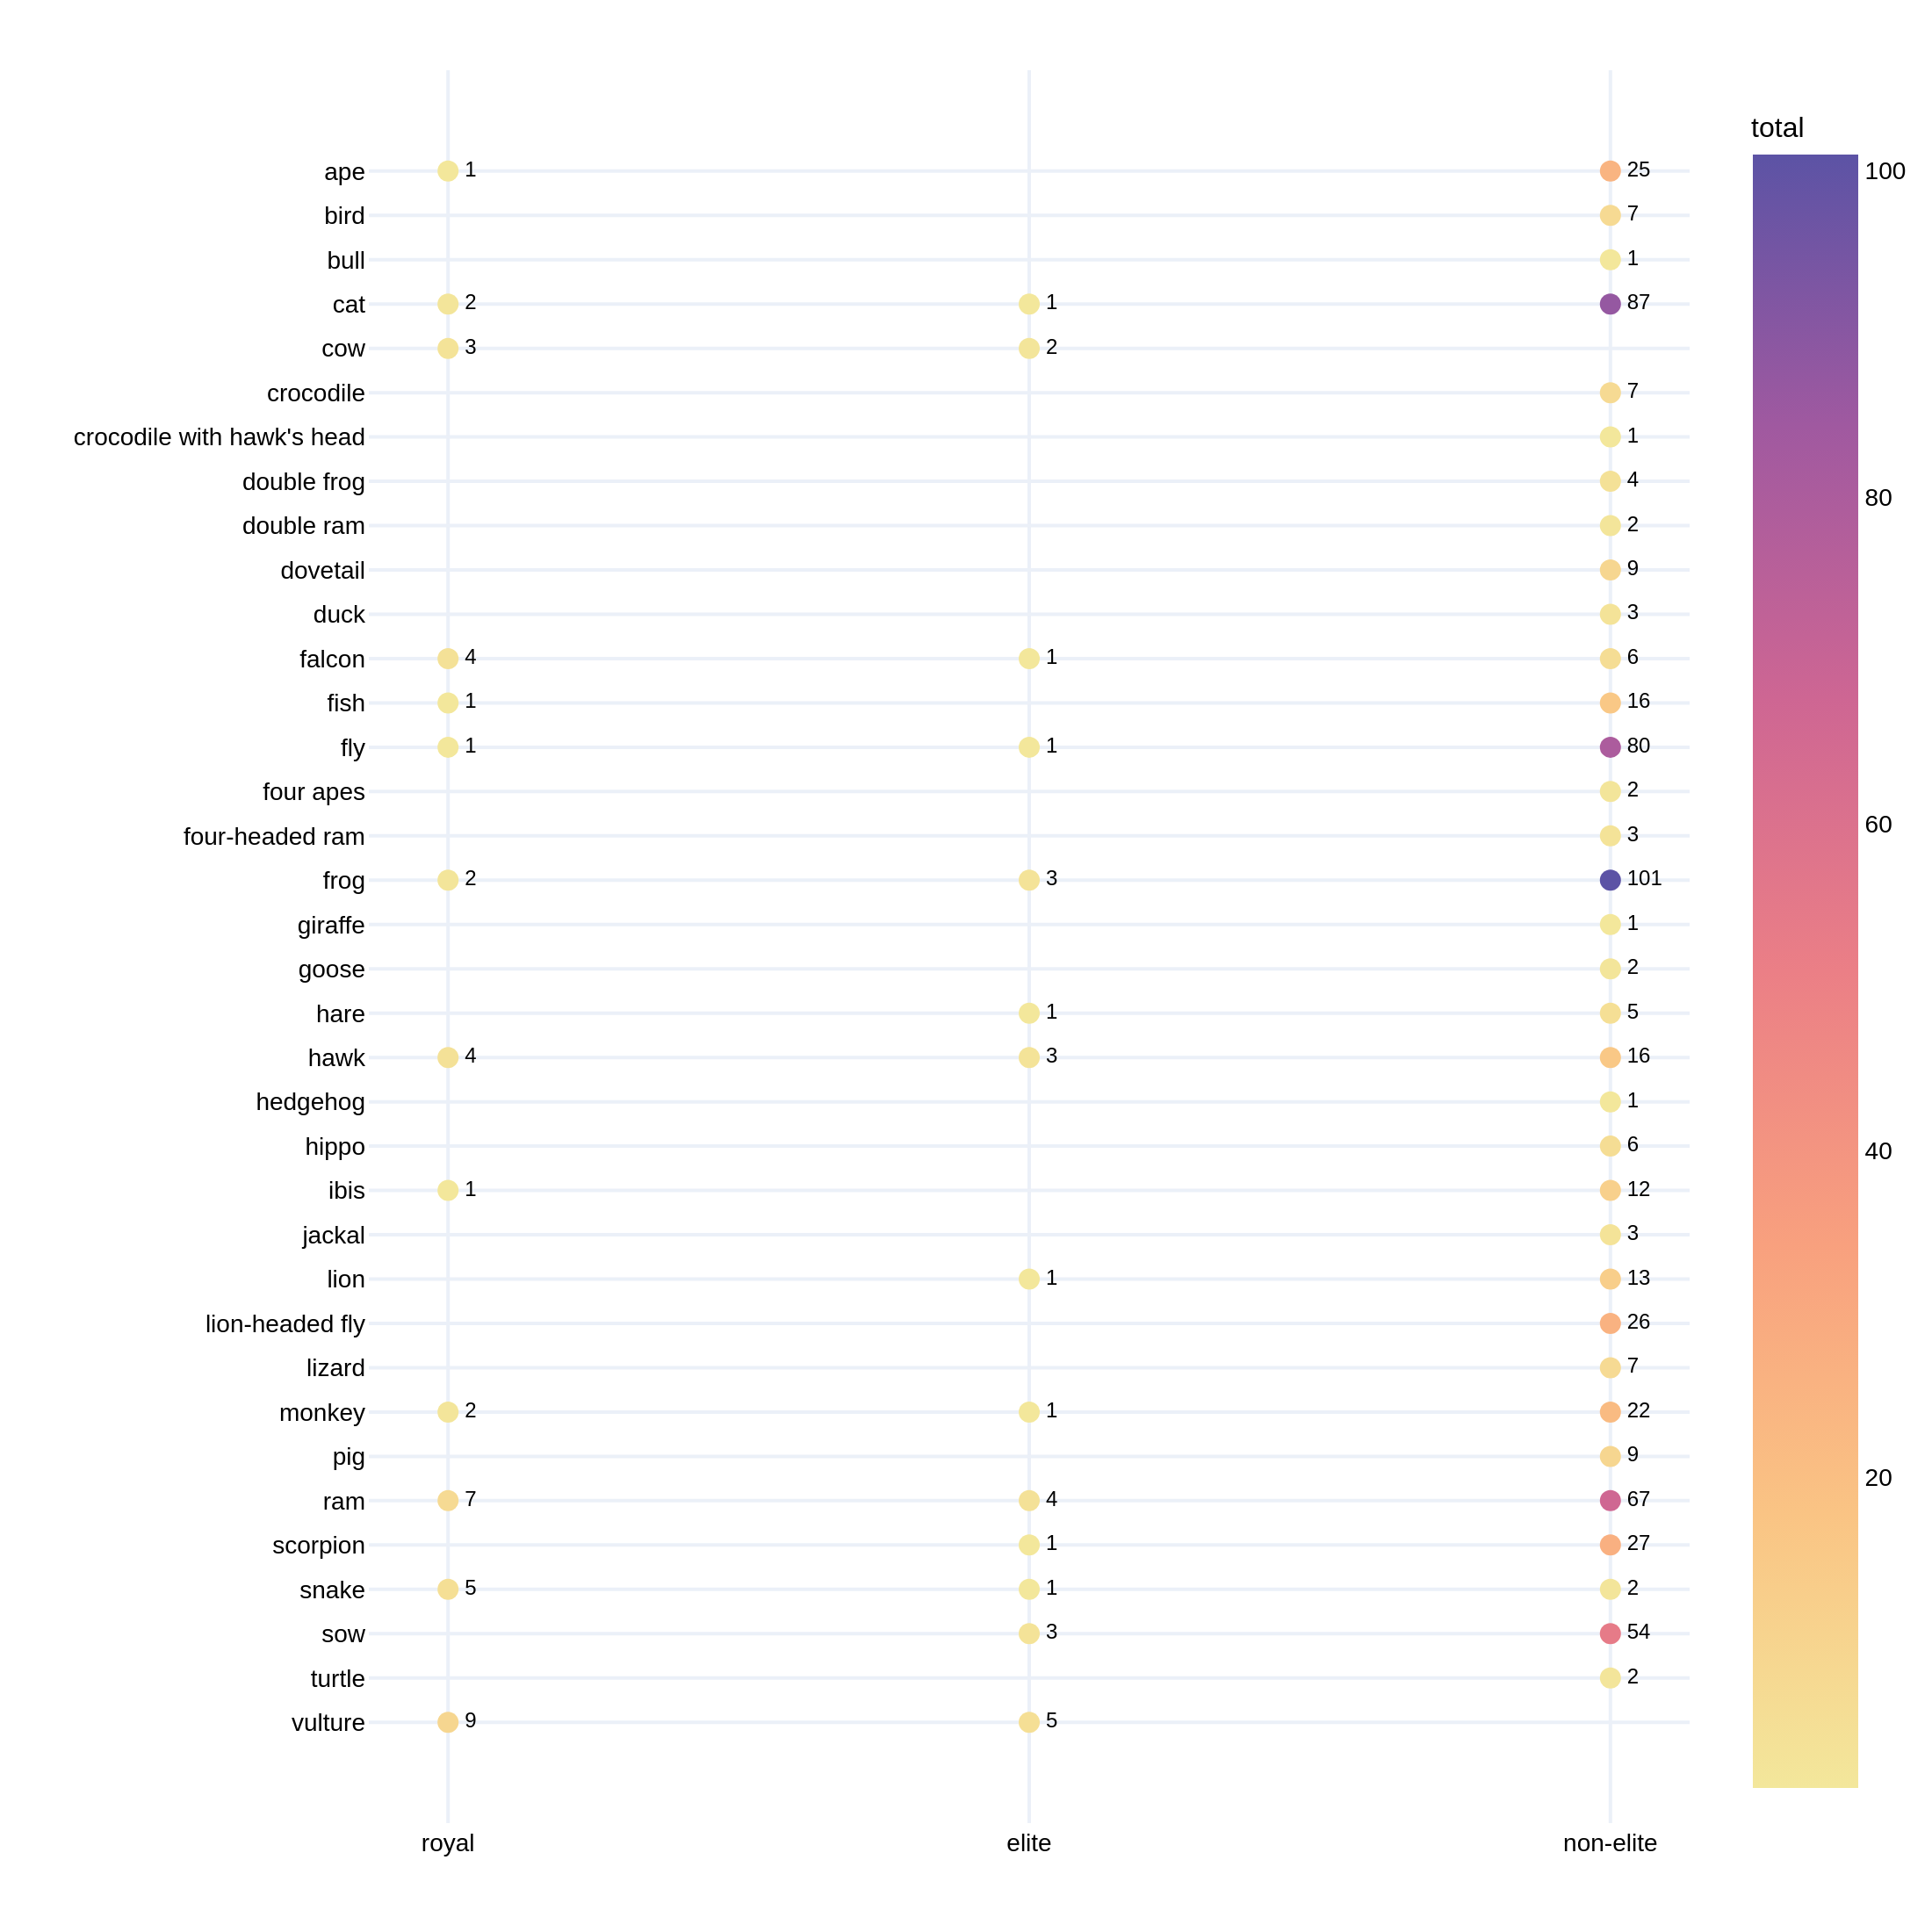 total
ape 1 25 100
bird 7
bull 1
cat 2 1 87
cow 3 2
crocodile 7
crocodile with hawk's head 1
double frog 4
80
double ram 2
dovetail 9
duck 3
falcon 4 1 6
fish 1 16
fly 1 1 80
four apes 2
60
four-headed ram 3
frog 2 3 101
giraffe 1
goose 2
hare 1 5
hawk 4 3 16
hedgehog 1
hippo 6 40
ibis 1 12
jackal 3
lion 1 13
lion-headed fly 26
lizard 7
monkey 2 1 22
pig 9
20
ram 7 4 67
scorpion 1 27
snake 5 1 2
sow 3 54
turtle 2
vulture 9 5
royal elite non-elite